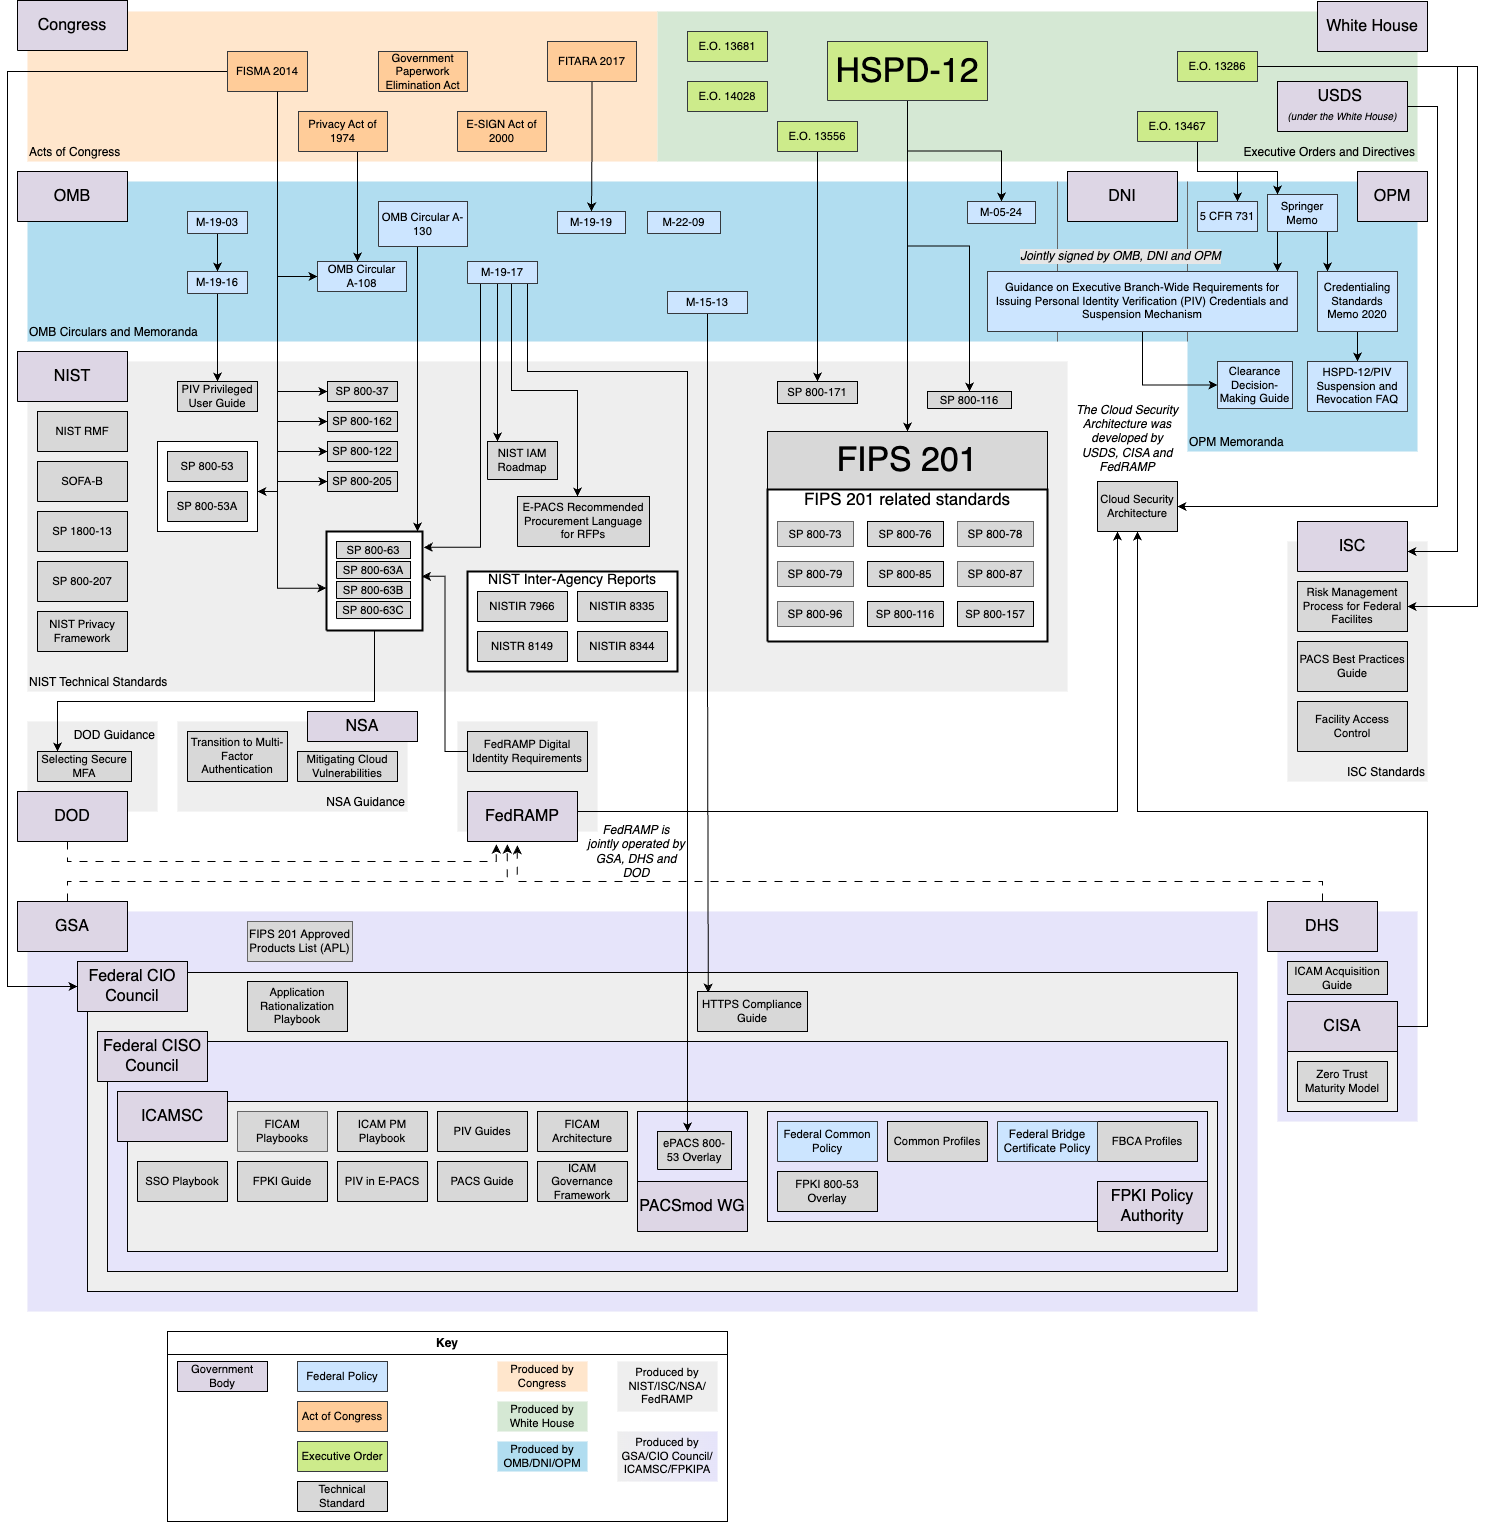 Congress
White House
FISMA 2014
Government
Paperwork
Elimination Act
FITARA 2017
E.O. 13681
HSPD-12
E.O. 13286
E.O. 14028
USDS
(under the White House)
Privacy Act of
1974
E-SIGN Act of
2000
E.O. 13556
E.O. 13467
Acts of Congress
Executive Orders and Directives
OMB
DNI
OPM
M-19-03
OMB Circular A-
130
M-19-19
M-22-09
M-05-24
5 CFR 731
Springer
Memo
Jointly signed by OMB, DNI and OPM
M-19-16
OMB Circular
A-108
M-19-17
M-15-13
Guidance on Executive Branch-Wide Requirements for
Issuing Personal Identity Verification (PIV) Credentials and
Suspension Mechanism
Credentialing
Standards
Memo 2020
OMB Circulars and Memoranda
NIST
PIV Privileged
User Guide
SP 800-37
SP 800-171
SP 800-116
Clearance
Decision-
Making Guide
HSPD-12/PIV
Suspension and
Revocation FAQ
OPM Memoranda
NIST RMF
SP 800-162
SP 800-122
SP 800-205
SP 800-53
SP 800-53A
SOFA-B
SP 1800-13
SP 800-207
NIST Privacy
Framework
NIST IAM
Roadmap
E-PACS Recommended
Procurement Language
for RFPs
FIPS 201
FIPS 201 related standards
SP 800-73
SP 800-76
SP 800-78
SP 800-79
SP 800-85
SP 800-87
SP 800-96
SP 800-116
SP 800-157
The Cloud Security
Architecture was
developed by
USDS, CISA and
FedRAMP
Cloud Security
Architecture
SP 800-63
SP 800-63A
SP 800-63B
SP 800-63C
NIST Inter-Agency Reports
NISTIR 7966
NISTIR 8335
NISTR 8149
NISTIR 8344
NIST Technical Standards
ISC
Risk Management
Process for Federal
Facilites
PACS Best Practices
Guide
Facility Access
Control
ISC Standards
DOD Guidance
Selecting Secure
MFA
DOD
NSA
Transition to Multi-
Factor
Authentication
Mitigating Cloud
Vulnerabilities
NSA Guidance
FedRAMP Digital
Identity Requirements
FedRAMP
FedRAMP is
jointly operated by
GSA, DHS and
DOD
GSA
FIPS 201 Approved
Products List (APL)
DHS
ICAM Acquisition
Guide
CISA
Zero Trust
Maturity Model
Federal CIO
Council
Application
Rationalization
Playbook
HTTPS Compliance
Guide
Federal CISO
Council
ICAMSC
FICAM
Playbooks
ICAM PM
Playbook
PIV Guides
FICAM
Architecture
SSO Playbook
FPKI Guide
PIV in E-PACS
PACS Guide
ICAM
Governance
Framework
ePACS 800-
53 Overlay
PACSmod WG
Federal Common
Policy
Common Profiles
Federal Bridge
Certificate Policy
FBCA Profiles
FPKI 800-53
Overlay
FPKI Policy
Authority
Key
Government
Body
Federal Policy
Act of Congress
Executive Order
Technical
Standard
Produced by
Congress
Produced by
White House
Produced by
OMB/DNI/OPM
Produced by
NIST/ISC/NSA/
FedRAMP
Produced by
GSA/CIO Council/
ICAMSC/FPKIPA